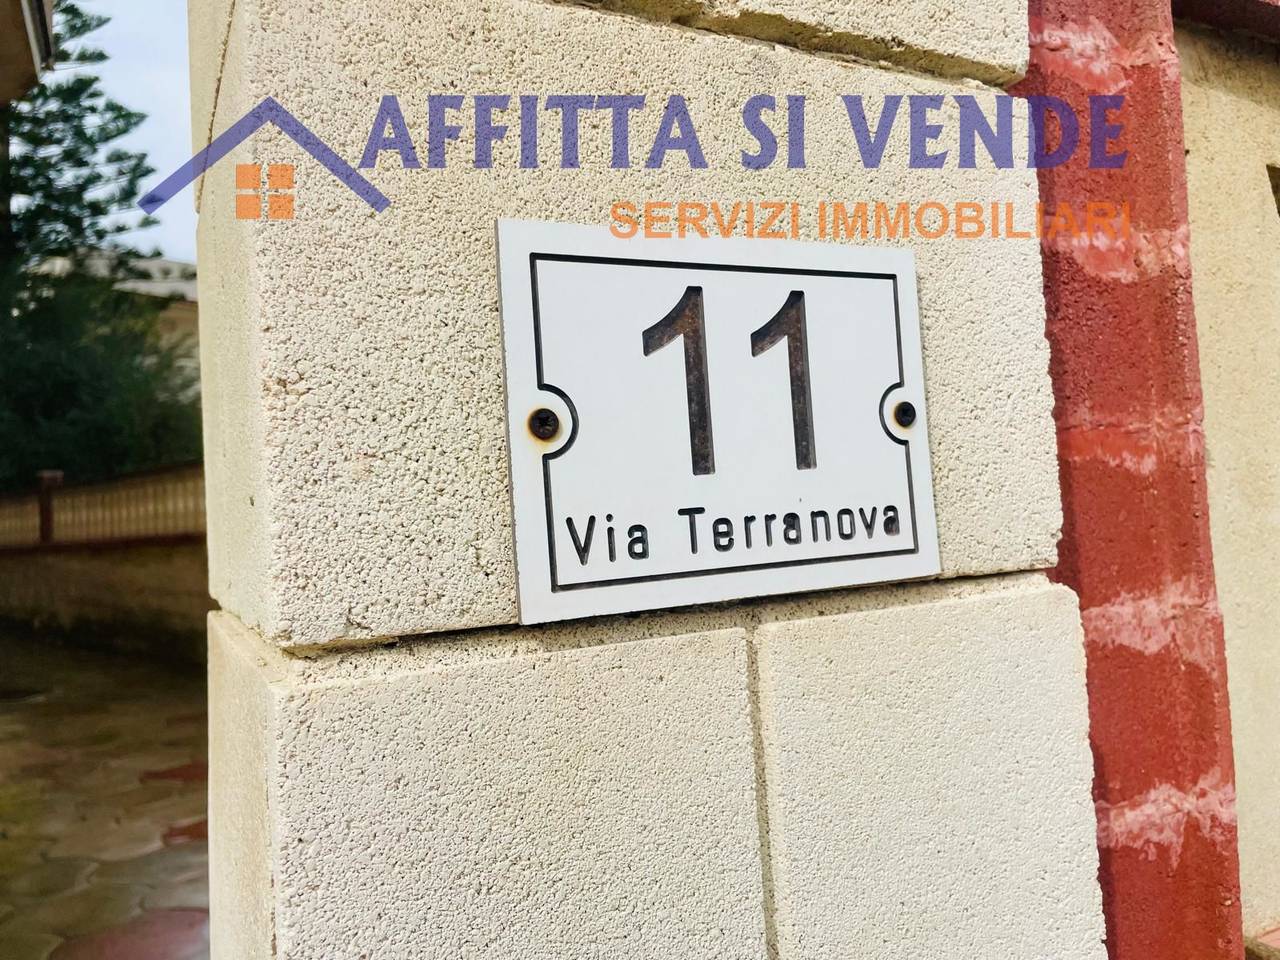 AFFITTA SI VENDE
SERVIZI IMMOBILIARI
11
Via Terranova